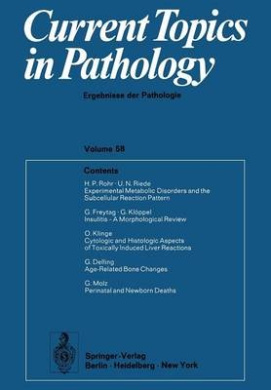 Current Topics
in Pathology
Ergebnisse der Pathologie
Volume 58
Contents
H. P. Rohr · U. N. Riede
Experimental Metabolic Disorders and the
Subcellular Reaction Pattern
G. Freytag · G. Klöppel
Insulitis - A Morphological Review
O. Klinge
Cytologic and Histologic Aspects
of Toxically Induced Liver Reactions
G. Delling
Age-Related Bone Changes
G. Molz
Perinatal and Newborn Deaths
Springer-Verlag
Berlin · Heidelberg · New York